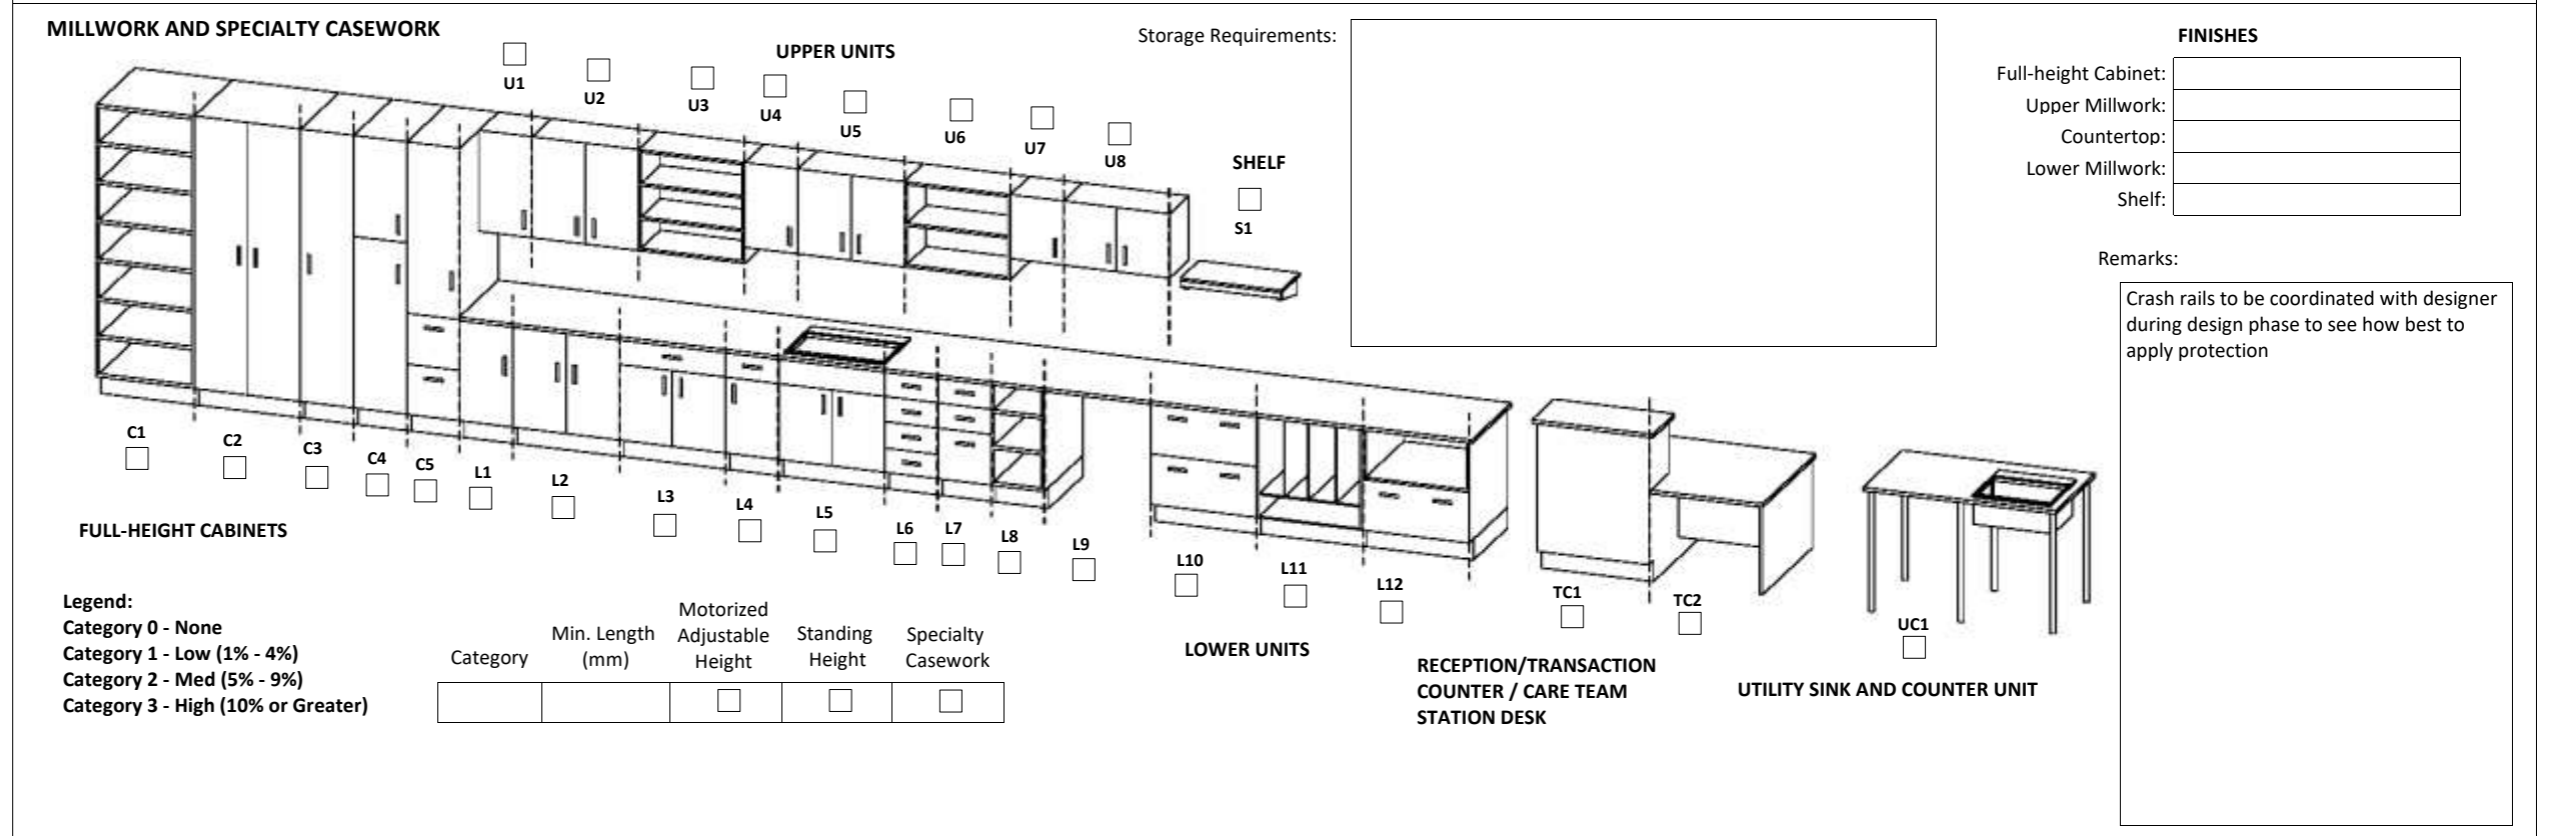 MILLWORK AND SPECIALTY CASEWORK
UPPER UNITS
U1
U2
U3
U4
U5
U6
U7
U8
SHELF
S1
Storage Requirements:
FINISHES
Full-height Cabinet:
Upper Millwork:
Countertop:
Lower Millwork:
Shelf:
Remarks:
Crash rails to be coordinated with designer
during design phase to see how best to
apply protection
C1
C2
C3
C4
C5
L1
L2
L3
L4
L5
L6
L7
L8
L9
L10
L11
L12
TC1
TC2
UC1
FULL-HEIGHT CABINETS
LOWER UNITS
RECEPTION/TRANSACTION
COUNTER / CARE TEAM
STATION DESK
UTILITY SINK AND COUNTER UNIT
Legend:
Category 0 - None
Category 1 - Low (1% - 4%)
Category 2 - Med (5% - 9%)
Category 3 - High (10% or Greater)
Category
Min. Length
(mm)
Motorized
Adjustable
Height
Standing
Height
Specialty
Casework